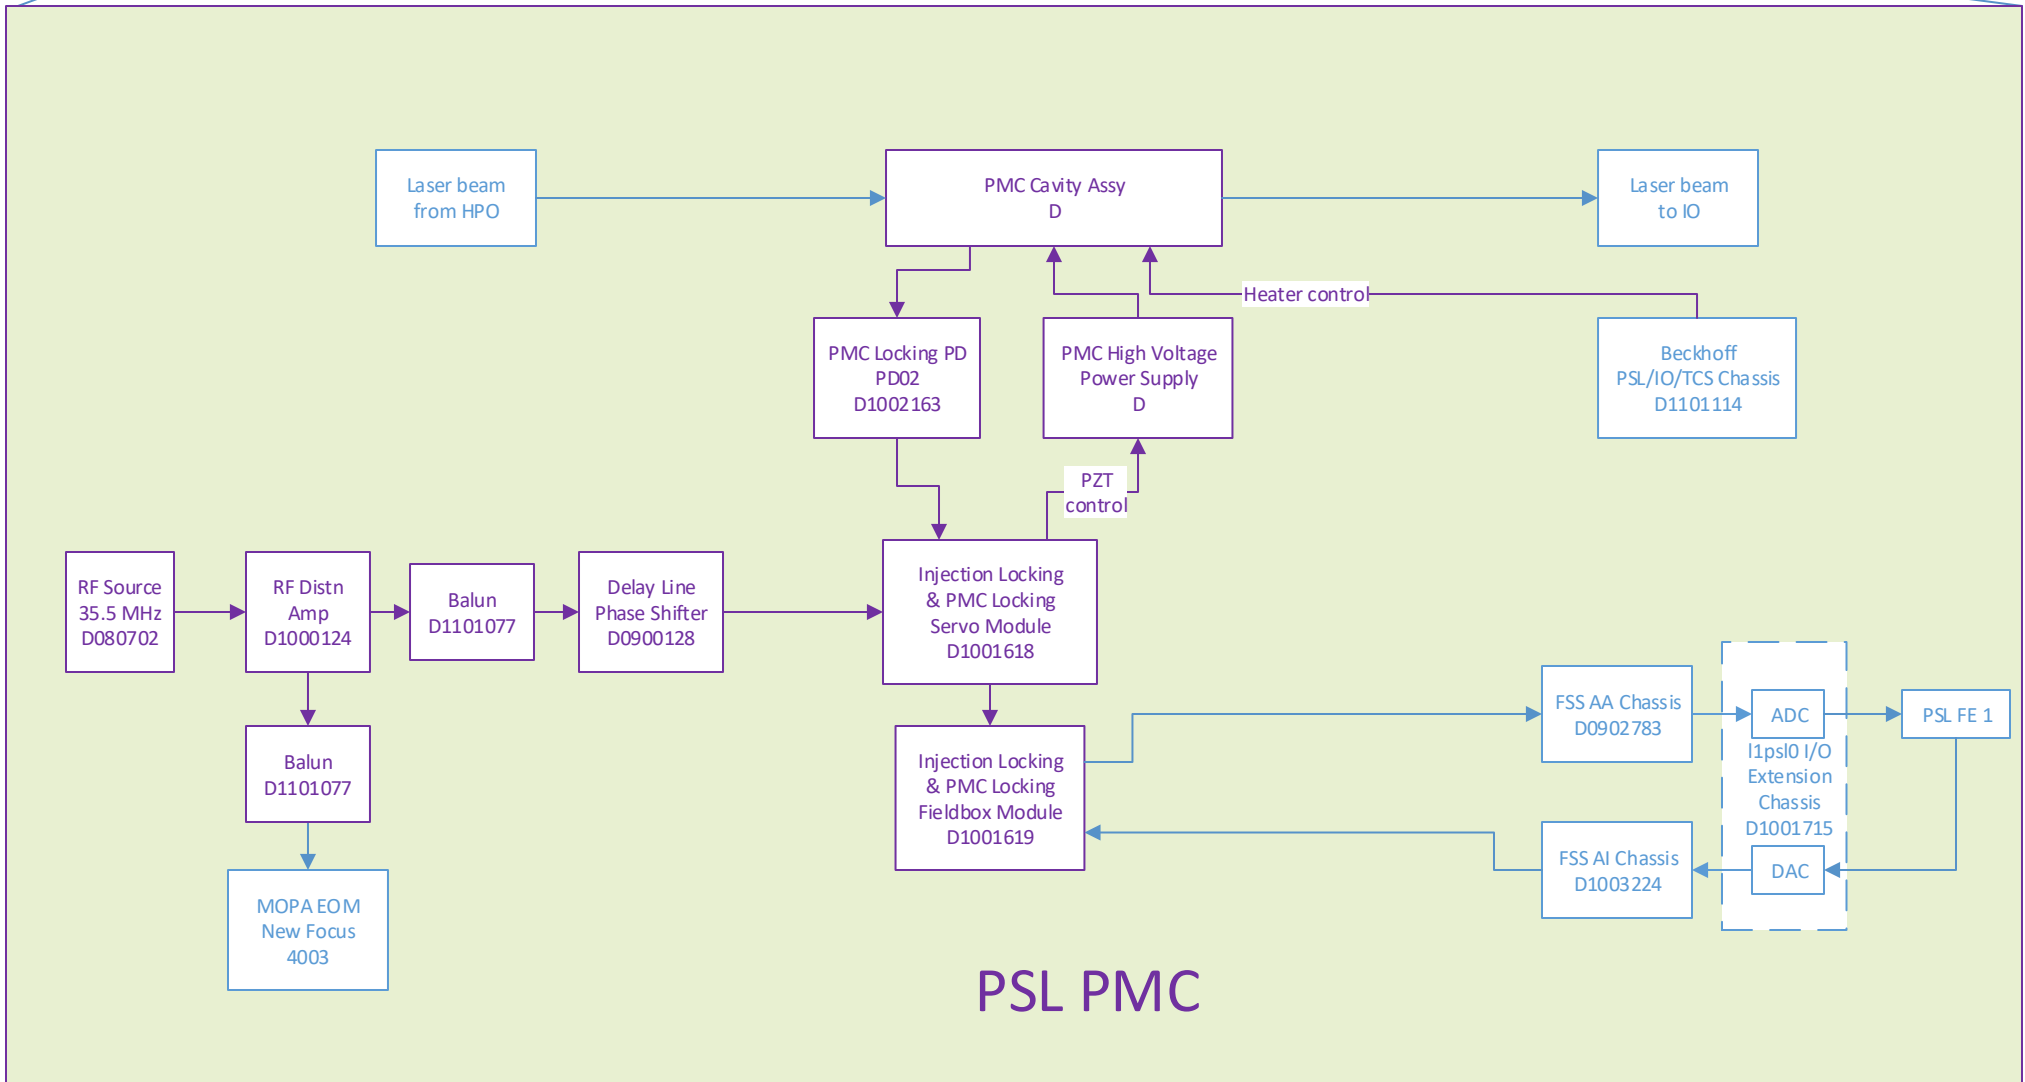 Laser beam
from HPO
PMC Cavity Assy
D
Laser beam
to IO
Heater control
PMC Locking PD
PD02
D1002163
PMC High Voltage
Power Supply
D
Beckhoff
PSL/IO/TCS Chassis
D1101114
PZT
control
RF Source
35.5 MHz
D080702
RF Distn
Amp
D1000124
Balun
D1101077
Delay Line
Phase Shifter
D0900128
Injection Locking
& PMC Locking
Servo Module
D1001618
Balun
D1101077
Injection Locking
& PMC Locking
Fieldbox Module
D1001619
FSS AA Chassis
D0902783
ADC
PSL FE 1
l1psl0 I/O
Extension
Chassis
D1001715
FSS AI Chassis
D1003224
DAC
MOPA EOM
New Focus
4003
PSL PMC